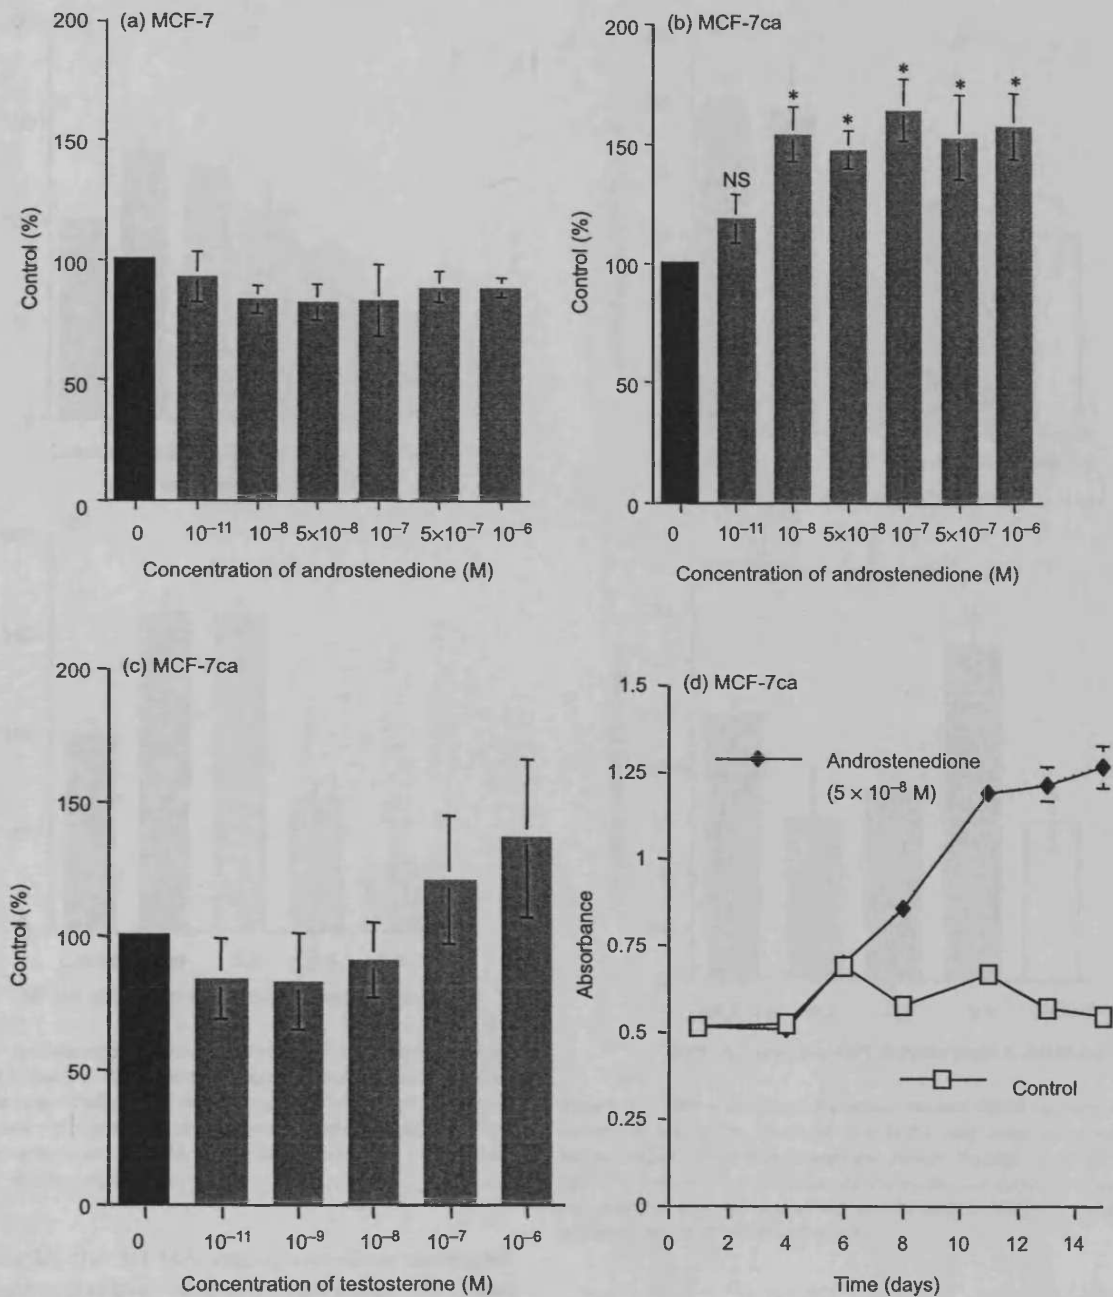 (a) MCF-7
200
150
100
50
0
Control (%)
0 10⁻¹¹ 10⁻⁸ 5×10⁻⁸ 10⁻⁷ 5×10⁻⁷ 10⁻⁶
Concentration of androstenedione (M)
(b) MCF-7ca
200
150
100
50
0
Control (%)
NS * * * * *
0 10⁻¹¹ 10⁻⁸ 5×10⁻⁸ 10⁻⁷ 5×10⁻⁷ 10⁻⁶
Concentration of androstenedione (M)
(c) MCF-7ca
200
150
100
50
0
Control (%)
0 10⁻¹¹ 10⁻⁹ 10⁻⁸ 10⁻⁷ 10⁻⁶
Concentration of testosterone (M)
(d) MCF-7ca
1.5
1.25
1
0.75
0.5
0.25
0
Absorbance
Androstenedione
(5 × 10⁻⁸ M)
Control
0 2 4 6 8 10 12 14
Time (days)